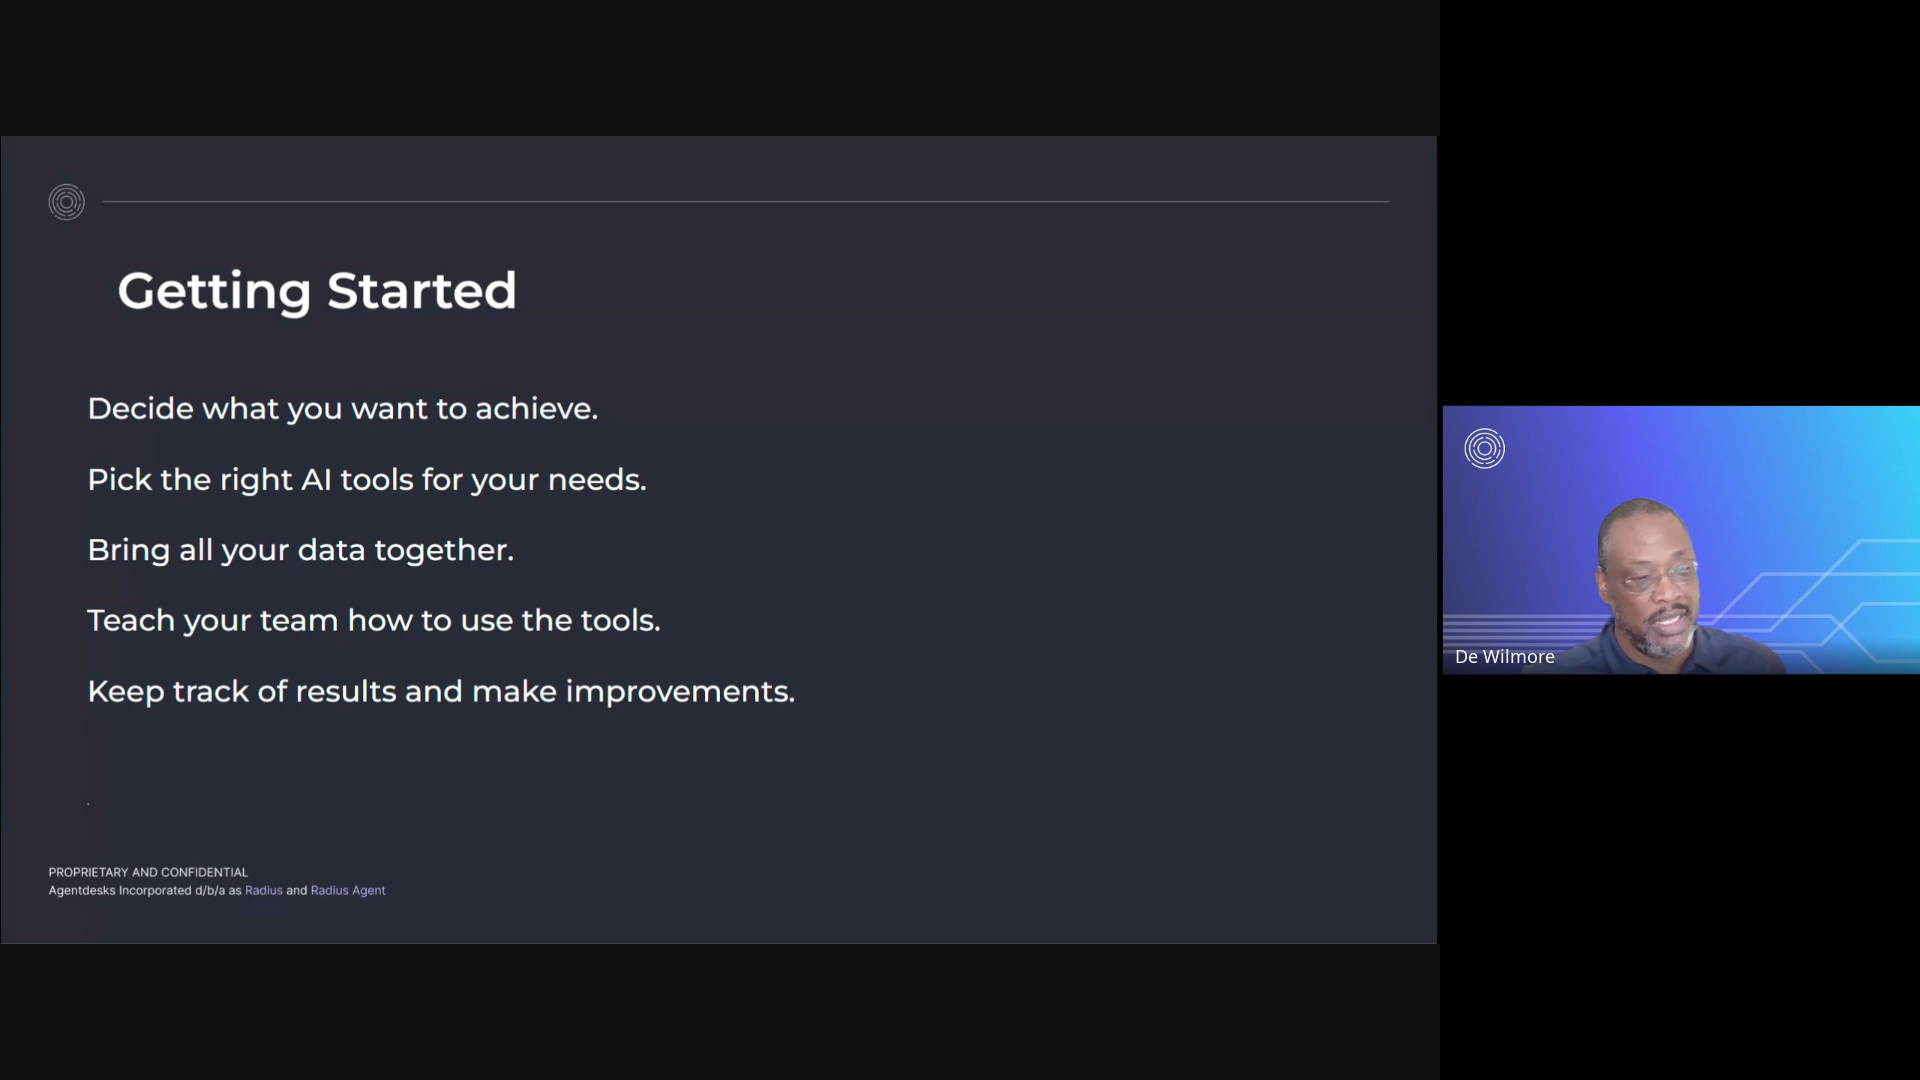 Getting Started
Decide what you want to achieve.
Pick the right AI tools for your needs.
Bring all your data together.
Teach your team how to use the tools.
Keep track of results and make improvements.
.
PROPRIETARY AND CONFIDENTIAL
Agentdesks Incorporated d/b/a as Radius and Radius Agent
De Wilmore